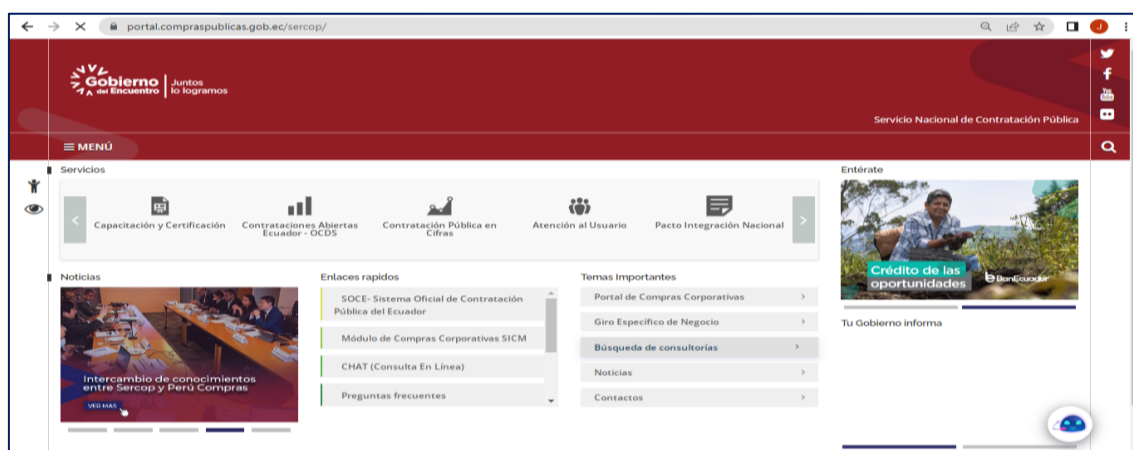 portal.compraspublicas.gob.ec/sercop/
J
Gobierno
del Encuentro
Juntos
lo logramos
Servicio Nacional de Contratación Pública
MENÚ
Servicios
Capacitación y Certificación
Contrataciones Abiertas
Ecuador - OCDS
Contratación Pública en
Cifras
Atención al Usuario
Pacto Integración Nacional
Entérate
Crédito de las
oportunidades
BanEcuador
Noticias
Intercambio de conocimientos
entre Sercop y Perú Compras
VER MÁS
Enlaces rapidos
SOCE- Sistema Oficial de Contratación
Pública del Ecuador
Módulo de Compras Corporativas SICM
CHAT (Consulta En Línea)
Preguntas frecuentes
Temas Importantes
Portal de Compras Corporativas
Giro Específico de Negocio
Búsqueda de consultorías
Noticias
Contactos
Tu Gobierno informa